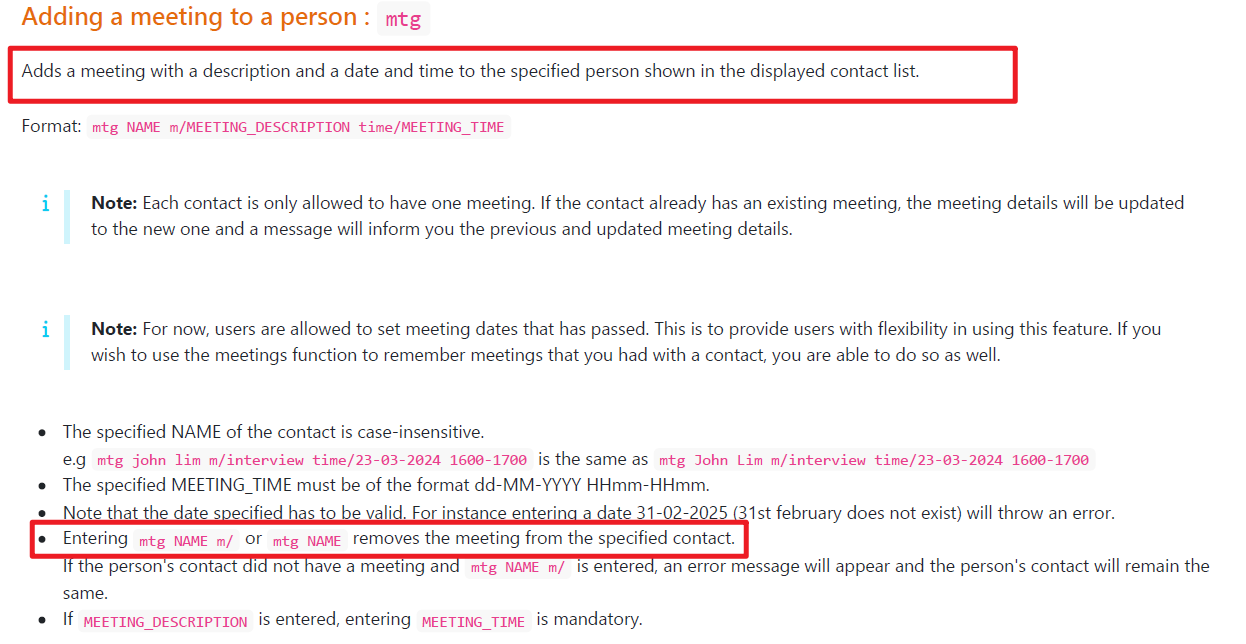 Adding a meeting to a person : mtg
Adds a meeting with a description and a date and time to the specified person shown in the displayed contact list.
Format: mtg NAME m/MEETING_DESCRIPTION time/MEETING_TIME
i Note: Each contact is only allowed to have one meeting. If the contact already has an existing meeting, the meeting details will be updated
to the new one and a message will inform you the previous and updated meeting details.
i Note: For now, users are allowed to set meeting dates that has passed. This is to provide users with flexibility in using this feature. If you
wish to use the meetings function to remember meetings that you had with a contact, you are able to do so as well.
• The specified NAME of the contact is case-insensitive.
e.g mtg john lim m/interview time/23-03-2024 1600-1700 is the same as mtg John Lim m/interview time/23-03-2024 1600-1700
• The specified MEETING_TIME must be of the format dd-MM-YYYY HHmm-HHmm.
• Note that the date specified has to be valid. For instance entering a date 31-02-2025 (31st february does not exist) will throw an error.
• Entering mtg NAME m/ or mtg NAME removes the meeting from the specified contact.
If the person's contact did not have a meeting and mtg NAME m/ is entered, an error message will appear and the person's contact will remain the
same.
• If MEETING_DESCRIPTION is entered, entering MEETING_TIME is mandatory.